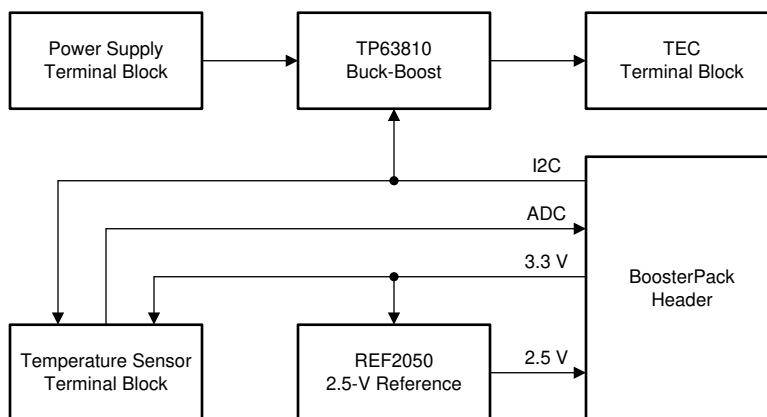 Power Supply
Terminal Block
TP63810
Buck-Boost
TEC
Terminal Block
I2C
ADC
3.3 V
BoosterPack
Header
Temperature Sensor
Terminal Block
REF2050
2.5-V Reference
2.5 V